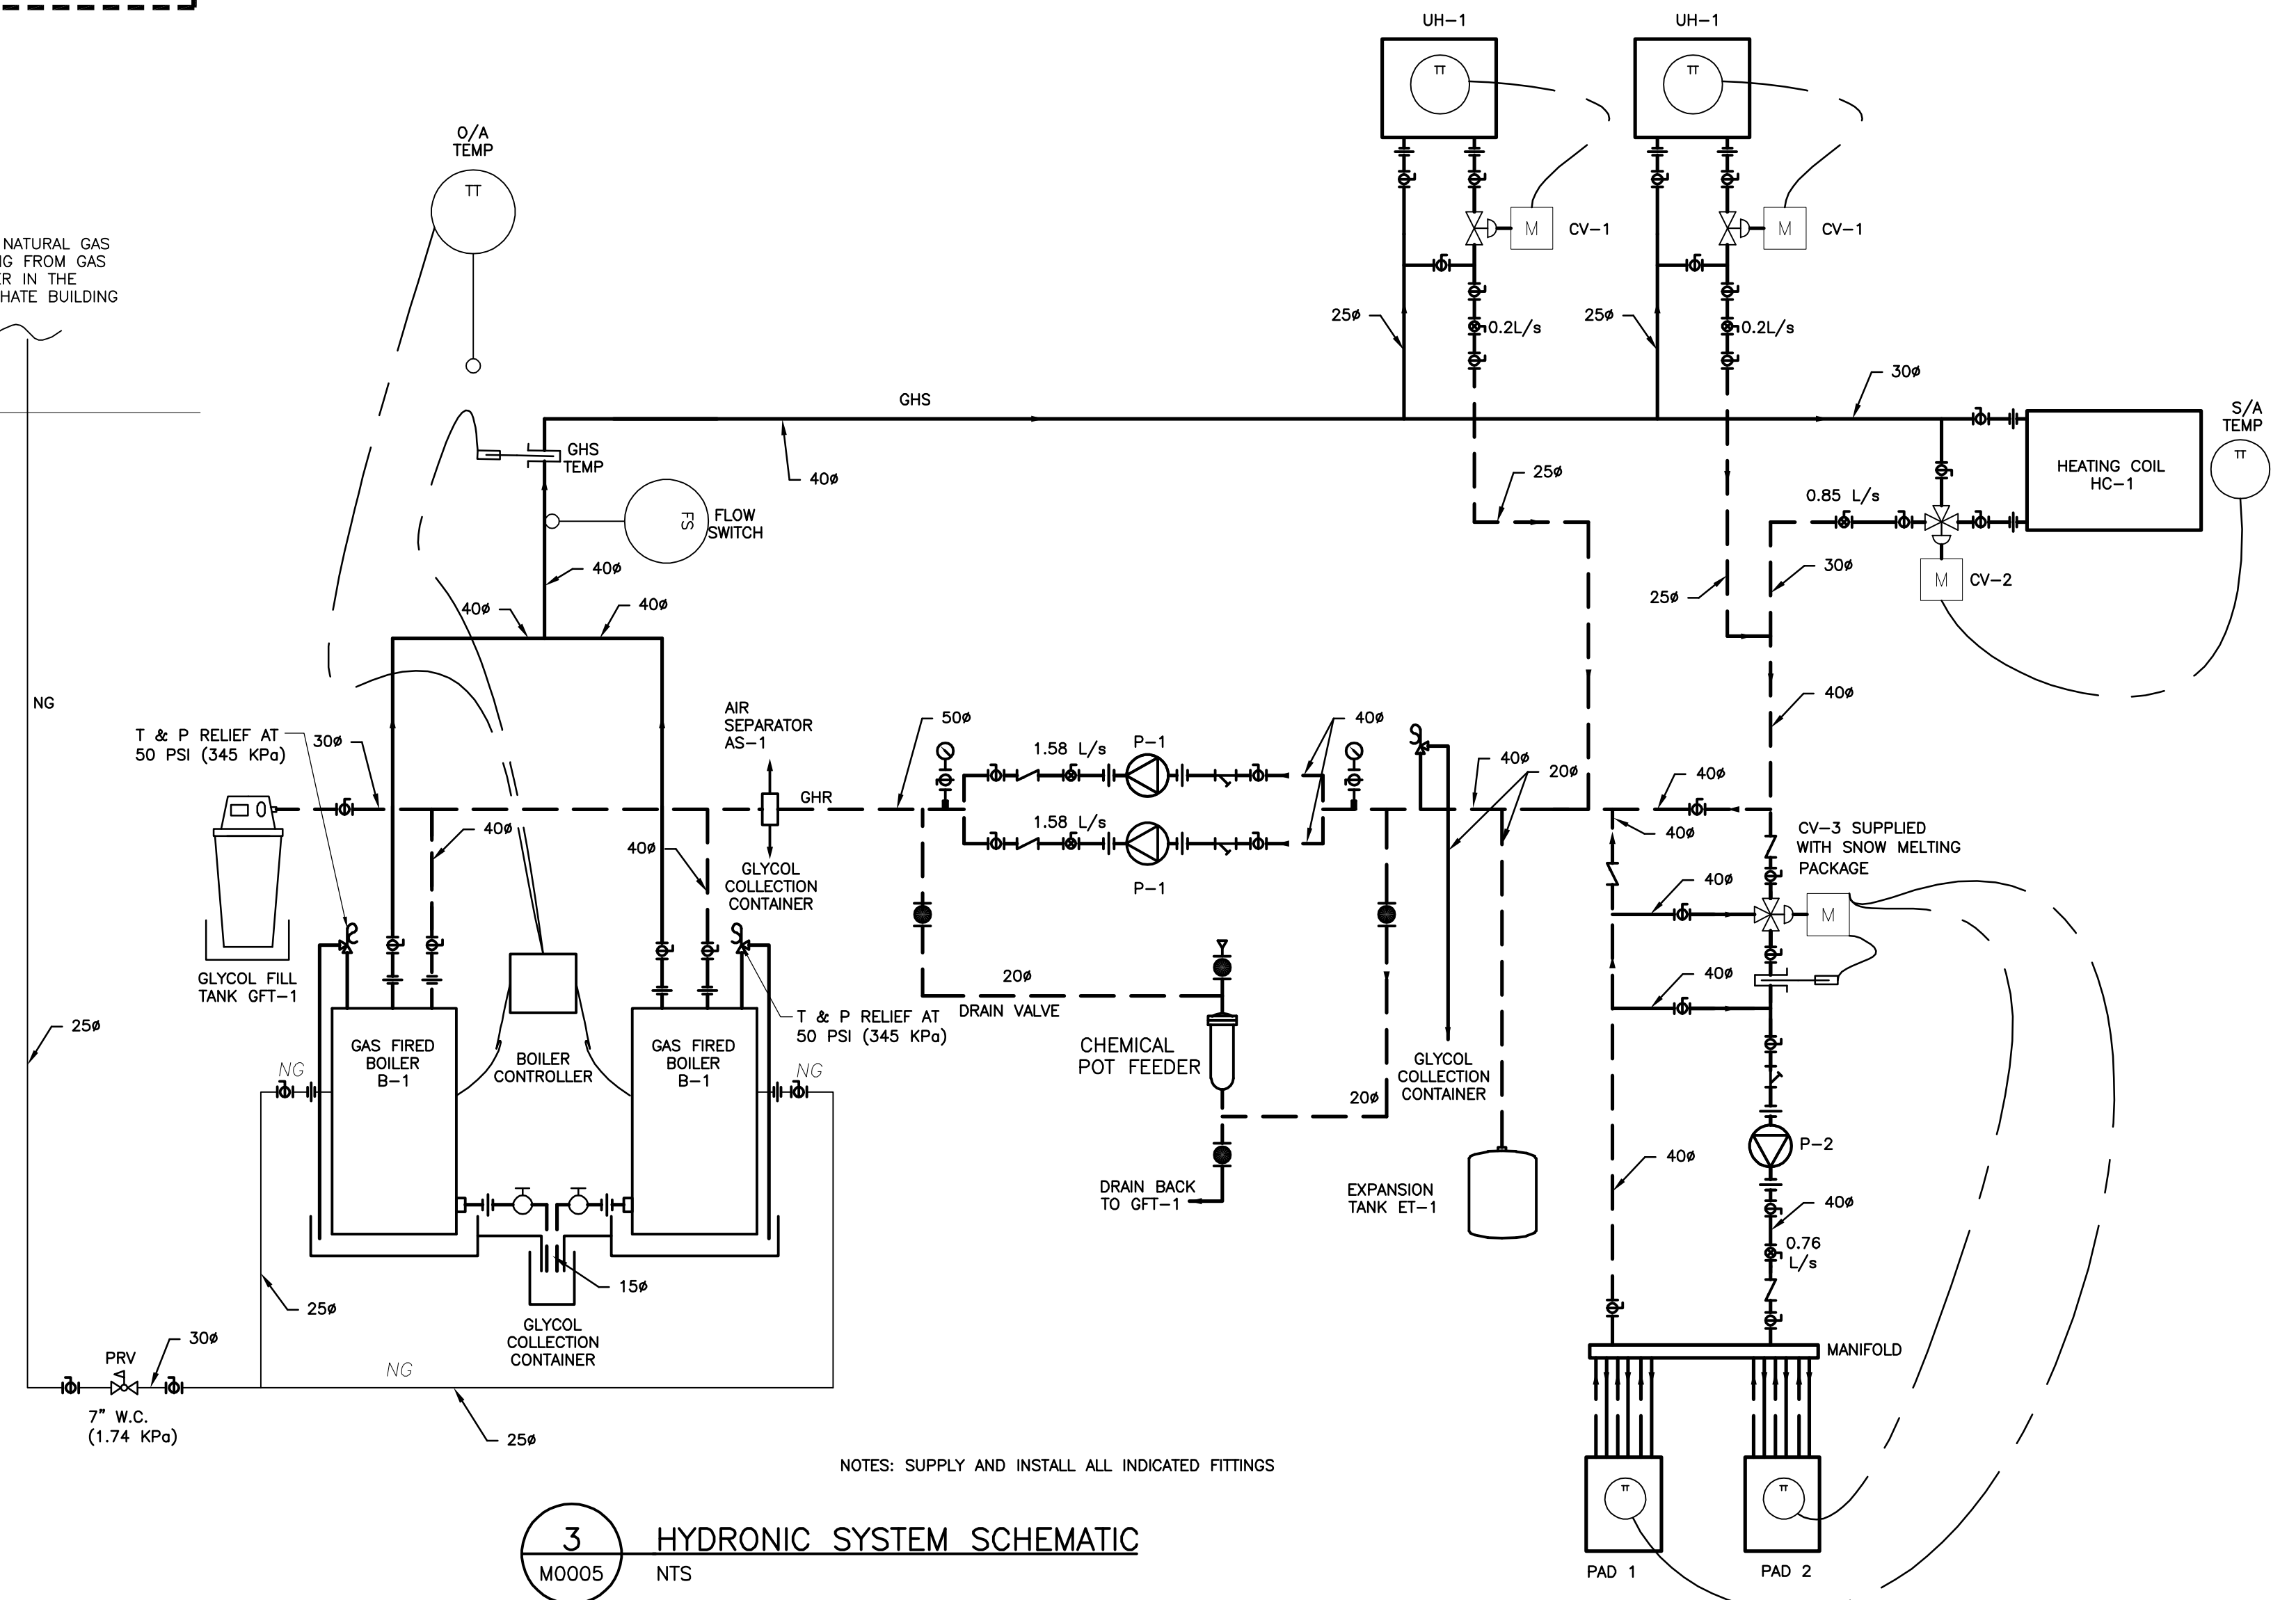 UH-1
UH-1
TT
TT
O/A
TEMP
TT
M
CV-1
M
CV-1
NATURAL GAS
FROM GAS
IN THE
BUILDING
25ø
0.2L/s
25ø
0.2L/s
30ø
GHS
S/A
TEMP
TT
GHS
TEMP
40ø
25ø
HEATING COIL
HC-1
0.85 L/s
FS
FLOW
SWITCH
40ø
30ø
M
CV-2
25ø
40ø
40ø
NG
40ø
T & P RELIEF AT
50 PSI (345 KPa)
30ø
AIR
SEPARATOR
AS-1
50ø
1.58 L/s
P-1
40ø
40ø
20ø
40ø
GHR
40ø
40ø
1.58 L/s
40ø
CV-3 SUPPLIED
WITH SNOW MELTING
PACKAGE
GLYCOL
COLLECTION
CONTAINER
P-1
40ø
M
GLYCOL FILL
TANK GFT-1
20ø
DRAIN VALVE
40ø
T & P RELIEF AT
50 PSI (345 KPa)
25ø
GAS FIRED
BOILER
B-1
BOILER
CONTROLLER
GAS FIRED
BOILER
B-1
NG
NG
CHEMICAL
POT FEEDER
GLYCOL
COLLECTION
CONTAINER
20ø
P-2
40ø
DRAIN BACK
TO GFT-1
EXPANSION
TANK ET-1
40ø
0.76
L/s
15ø
25ø
GLYCOL
COLLECTION
CONTAINER
30ø
PRV
NG
MANIFOLD
7" W.C.
(1.74 KPa)
25ø
NOTES: SUPPLY AND INSTALL ALL INDICATED FITTINGS
TT
TT
3
HYDRONIC SYSTEM SCHEMATIC
M0005
NTS
PAD 1
PAD 2